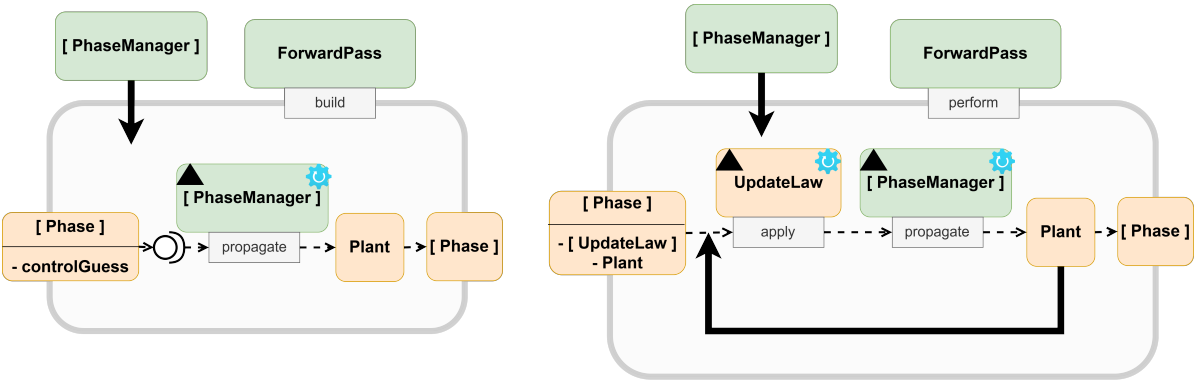 [ PhaseManager ]
ForwardPass
build
[ PhaseManager ]
propagate
[ Phase ]
- controlGuess
Plant
[ Phase ]
[ PhaseManager ]
ForwardPass
perform
UpdateLaw
apply
[ PhaseManager ]
propagate
[ Phase ]
- [ UpdateLaw ]
- Plant
Plant
[ Phase ]